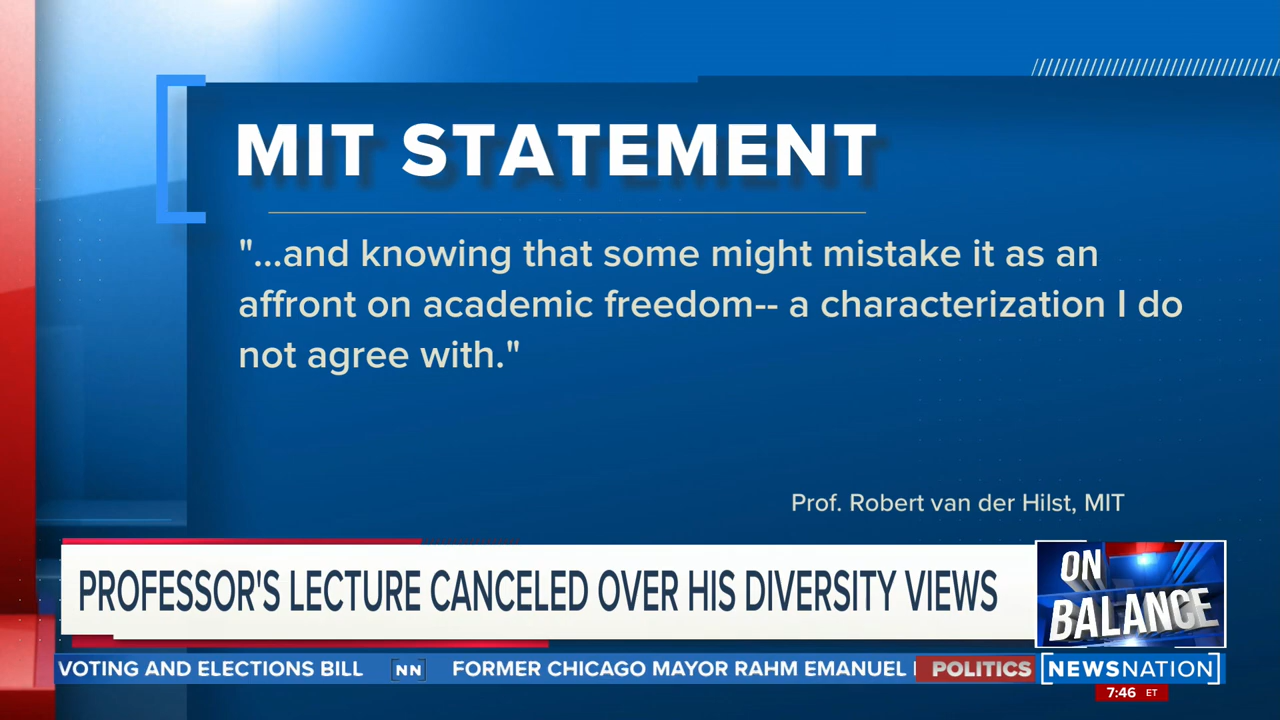 MIT STATEMENT
"...and knowing that some might mistake it as an
affront on academic freedom-- a characterization I do
not agree with."
Prof. Robert van der Hilst, MIT
PROFESSOR'S LECTURE CANCELED OVER HIS DIVERSITY VIEWS
ON
BALANCE
VOTING AND ELECTIONS BILL [NN] FORMER CHICAGO MAYOR RAHM EMANUEL POLITICS NEWSNATION
7:46 ET